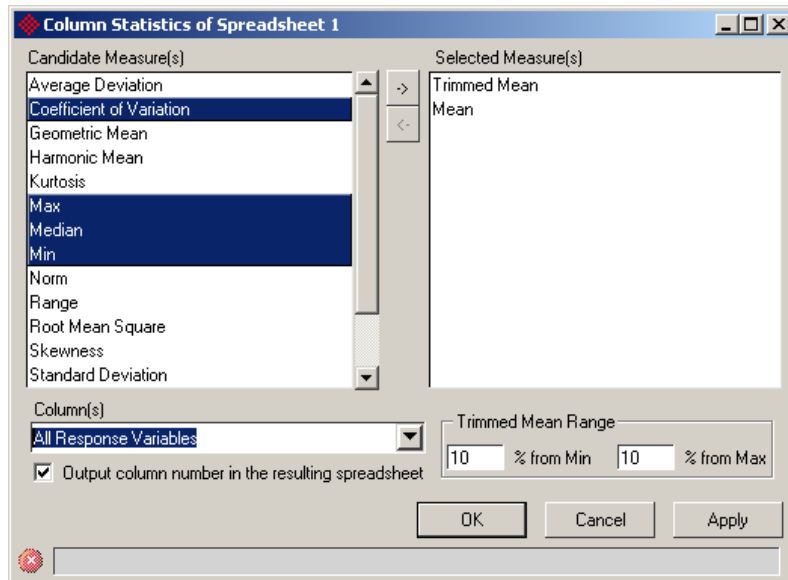 Column Statistics of Spreadsheet 1
Candidate Measure(s)
Average Deviation
Coefficient of Variation
Geometric Mean
Harmonic Mean
Kurtosis
Max
Median
Min
Norm
Range
Root Mean Square
Skewness
Standard Deviation
->
<-
Selected Measure(s)
Trimmed Mean
Mean
Column(s)
All Response Variables
Output column number in the resulting spreadsheet
Trimmed Mean Range
10 % from Min 10 % from Max
OK Cancel Apply